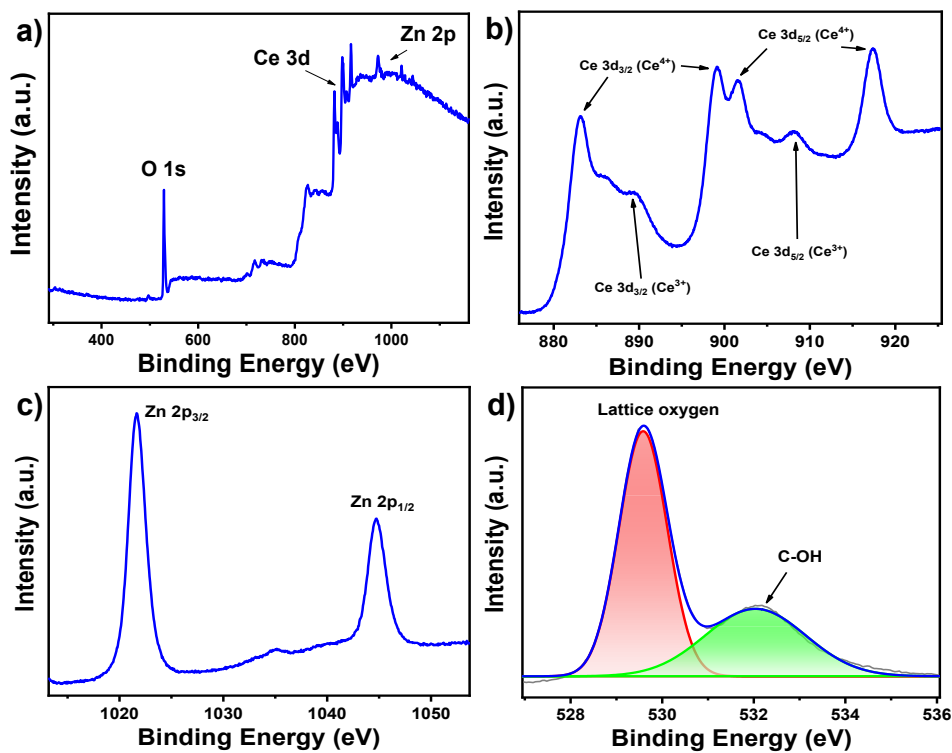 a)
Zn 2p
Ce 3d
O 1s
Intensity (a.u.)
400 600 800 1000
Binding Energy (eV)
b)
Ce 3d5/2 (Ce4+)
Ce 3d3/2 (Ce4+)
Ce 3d5/2 (Ce3+)
Ce 3d3/2 (Ce3+)
Intensity (a.u.)
880 890 900 910 920
Binding Energy (eV)
c)
Zn 2p3/2
Zn 2p1/2
Intensity (a.u.)
1020 1030 1040 1050
Binding Energy (eV)
d)
Lattice oxygen
C-OH
Intensity (a.u.)
528 530 532 534 536
Binding Energy (eV)